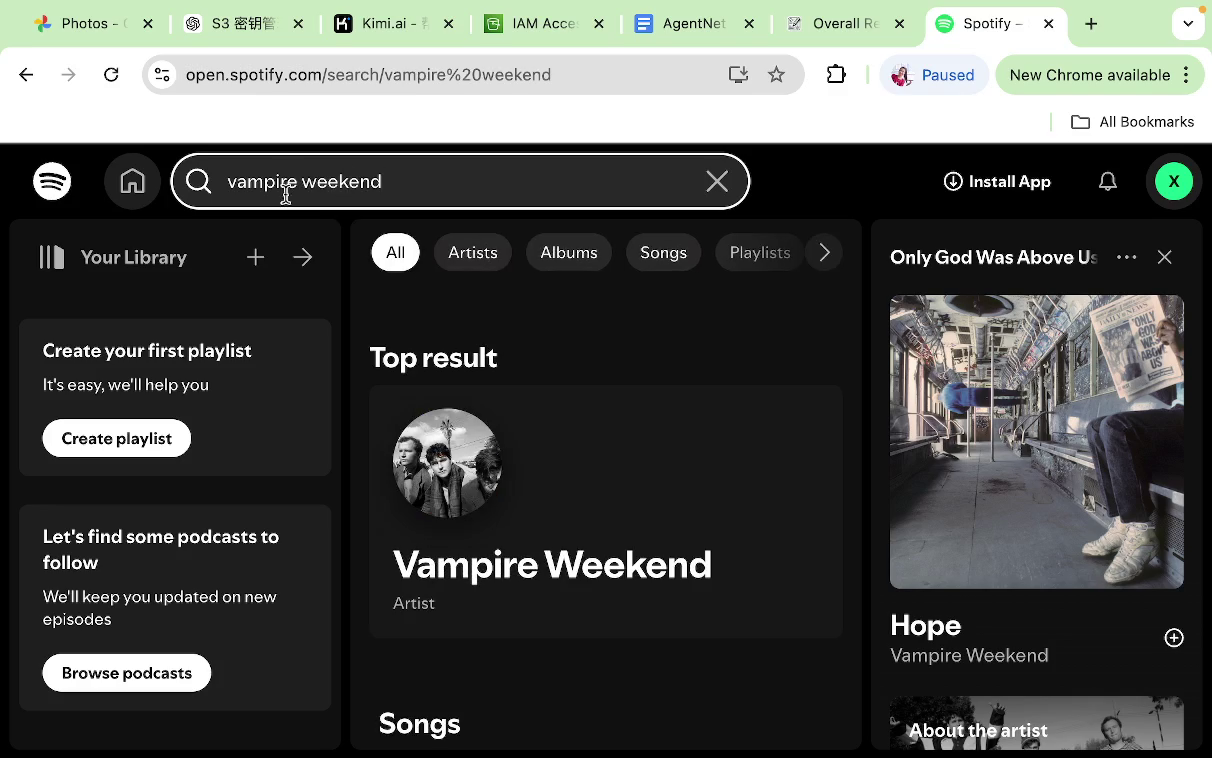 Photos -
S3 密钥管
Kimi.ai -
IAM Acce
AgentNet
Overall Re
Spotify –
open.spotify.com/search/vampire%20weekend
Paused
New Chrome available
All Bookmarks
vampire weekend
Install App
X
Your Library
Create your first playlist
It's easy, we'll help you
Create playlist
Let's find some podcasts to
follow
We'll keep you updated on new
episodes
Browse podcasts
All
Artists
Albums
Songs
Playlists
Top result
Vampire Weekend
Artist
Songs
Only God Was Above Us
DAILY NEWS
ONLY
GOD
WAS
ABOVE
US
Hope
Vampire Weekend
About the artist